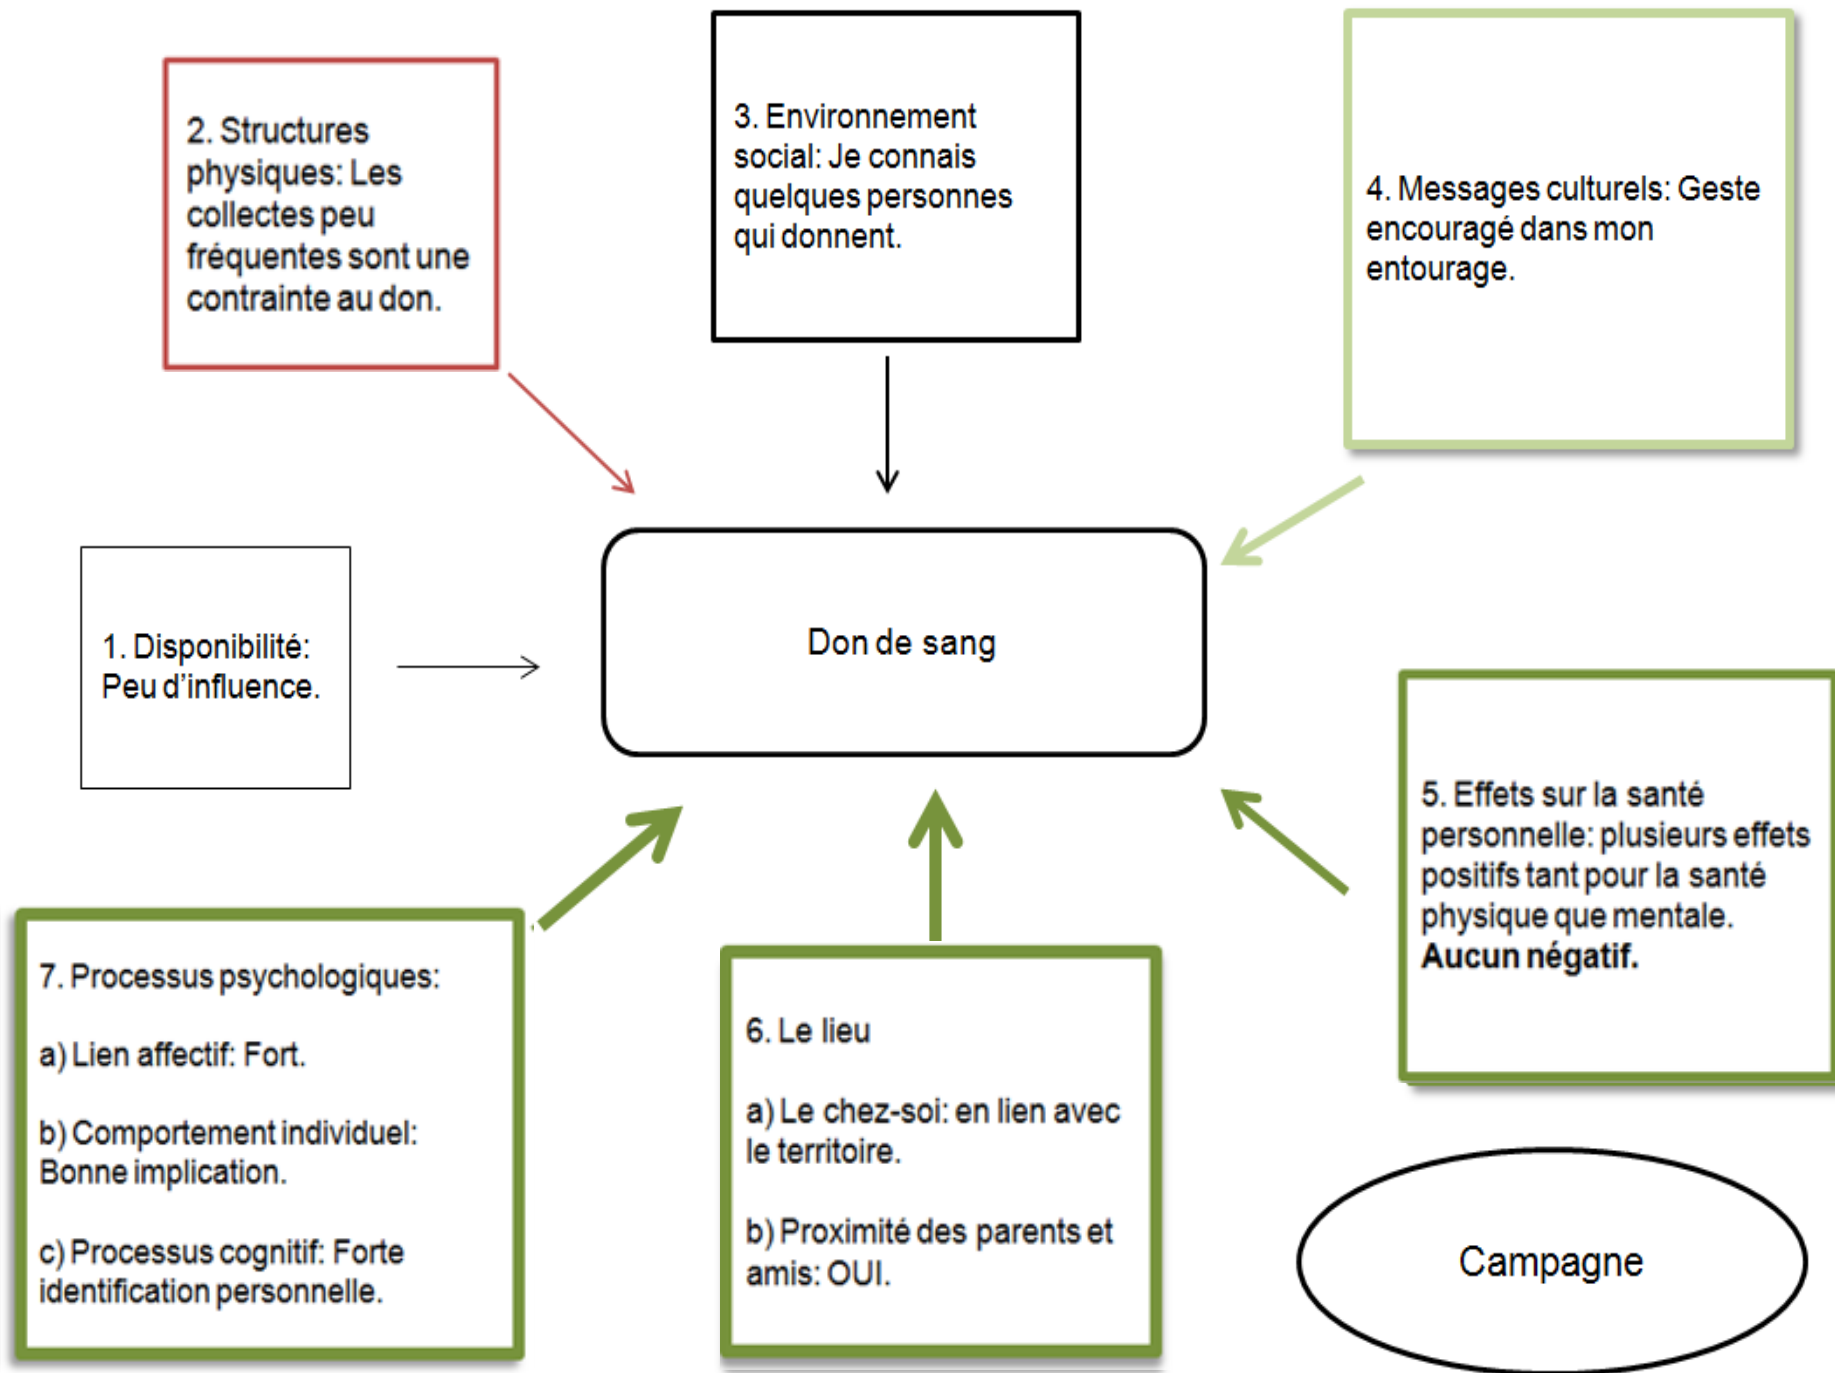 2. Structures
physiques: Les
collectes peu
fréquentes sont une
contrainte au don.
3. Environnement
social: Je connais
quelques personnes
qui donnent.
4. Messages culturels: Geste
encouragé dans mon
entourage.
1. Disponibilité:
Peu d'influence.
Don de sang
5. Effets sur la santé
personnelle: plusieurs effets
positifs tant pour la santé
physique que mentale.
Aucun négatif.
7. Processus psychologiques:
a) Lien affectif: Fort.
b) Comportement individuel:
Bonne implication.
c) Processus cognitif: Forte
identification personnelle.
6. Le lieu
a) Le chez-soi: en lien avec
le territoire.
b) Proximité des parents et
amis: OUI.
Campagne